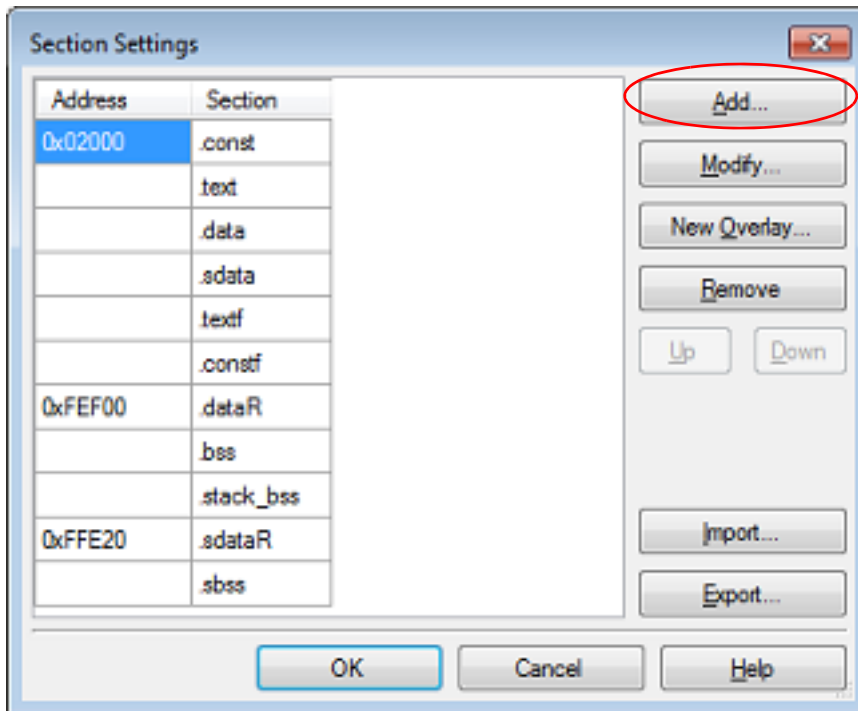 Section Settings
Address Section
0x02000 .const
.text
.data
.sdata
.textf
.constf
0xFEF00 .dataR
.bss
.stack_bss
0xFFE20 .sdataR
.sbss
Add...
Modify...
New Overlay...
Remove
Up Down
Import...
Export...
OK Cancel Help